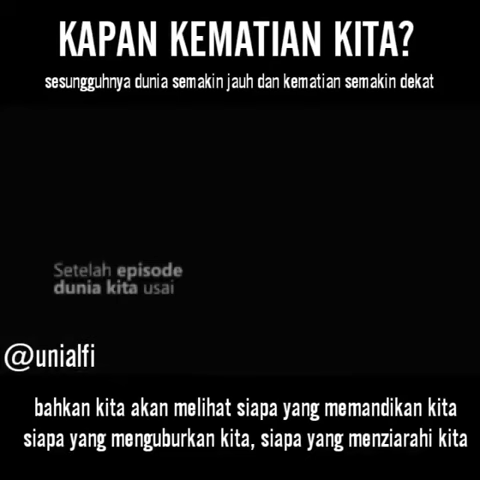 KAPAN KEMATIAN KITA?
sesungguhnya dunia semakin jauh dan kematian semakin dekat
Setelah episode
dunia kita usai
@unialfi
bahkan kita akan melihat siapa yang memandikan kita
siapa yang menguburkan kita, siapa yang menziarahi kita